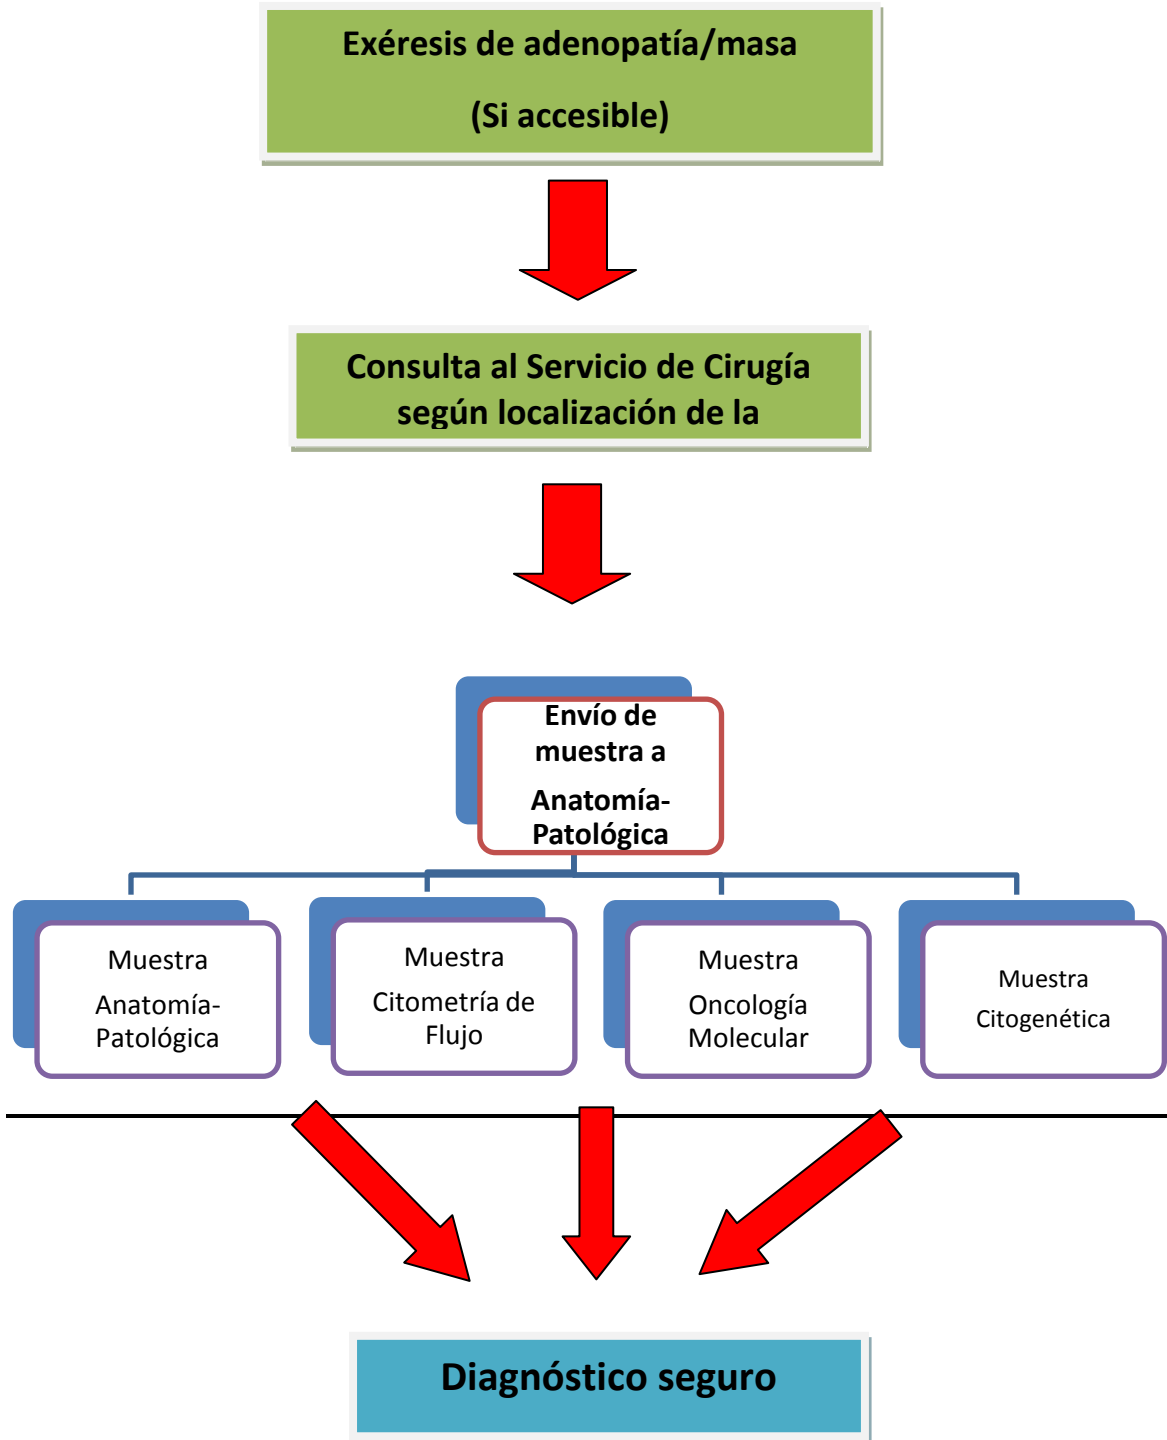 Exéresis de adenopatía/masa
(Si accesible)
Consulta al Servicio de Cirugía
según localización de la
Envío de
muestra a
Anatomía-
Patológica
Muestra
Anatomía-
Patológica
Muestra
Citometría de
Flujo
Muestra
Oncología
Molecular
Muestra
Citogenética
Diagnóstico seguro